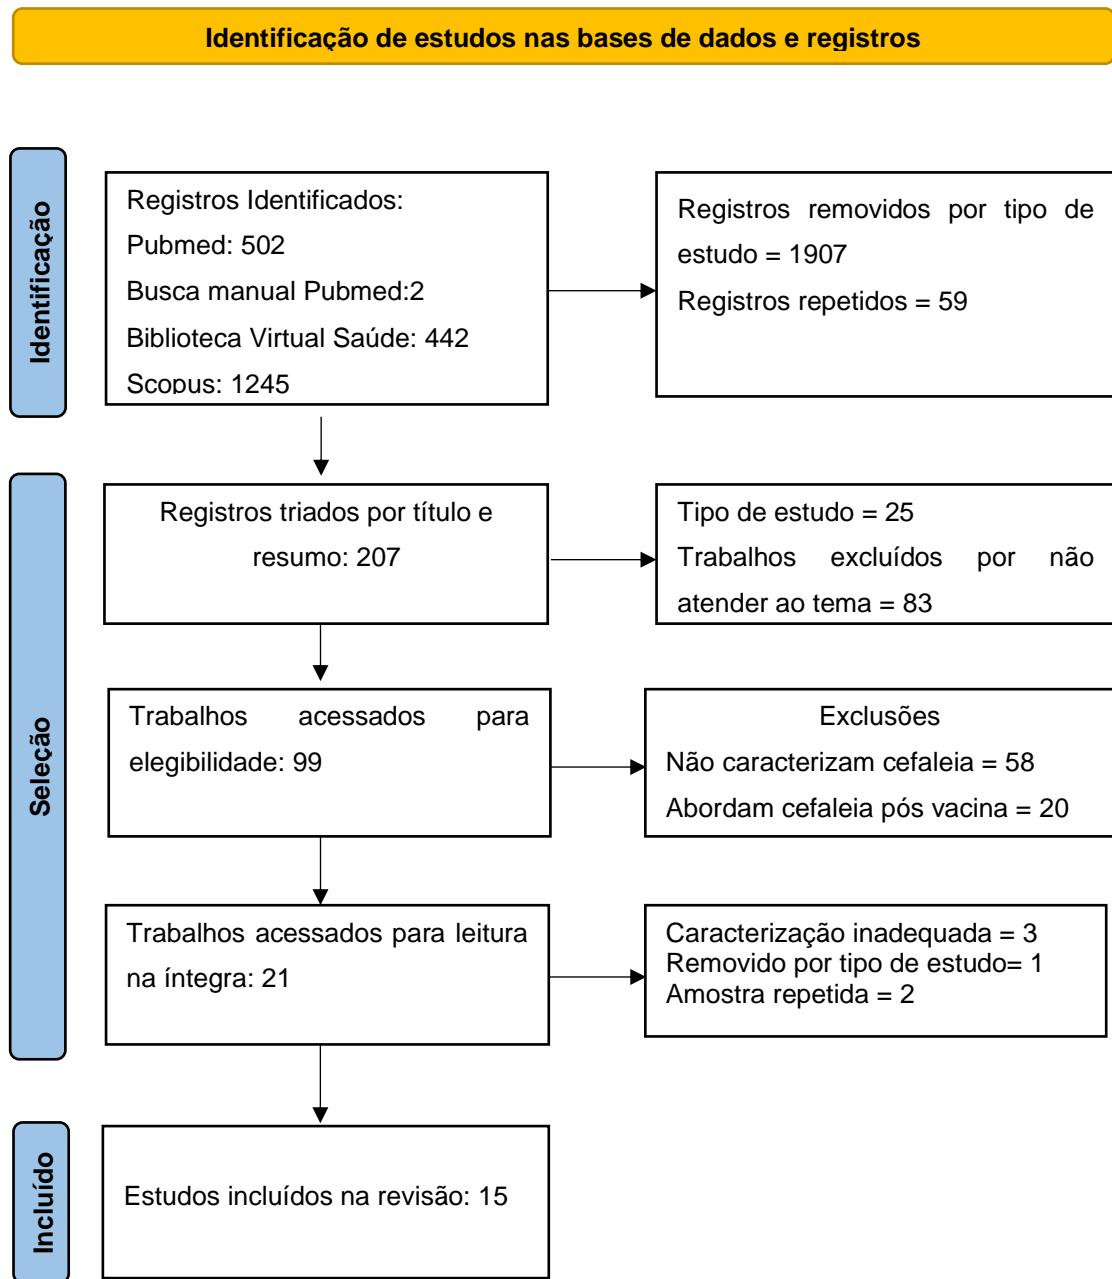 Identificação de estudos nas bases de dados e registros
Identificação
Registros Identificados:
Pubmed: 502
Busca manual Pubmed:2
Biblioteca Virtual Saúde: 442
Scopus: 1245
Registros removidos por tipo de
estudo = 1907
Registros repetidos = 59
Seleção
Registros triados por título e
resumo: 207
Tipo de estudo = 25
Trabalhos excluídos por não
atender ao tema = 83
Trabalhos acessados para
elegibilidade: 99
Exclusões
Não caracterizam cefaleia = 58
Abordam cefaleia pós vacina = 20
Trabalhos acessados para leitura
na íntegra: 21
Caracterização inadequada = 3
Removido por tipo de estudo= 1
Amostra repetida = 2
Incluído
Estudos incluídos na revisão: 15